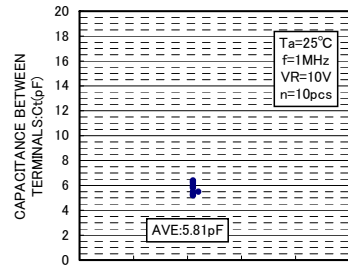 20
18
16
14
12
10
8
6
4
2
0
CAPACITANCE BETWEEN
TERMINALS:Ct(pF)
Ta=25℃
f=1MHz
VR=10V
n=10pcs
AVE:5.81pF